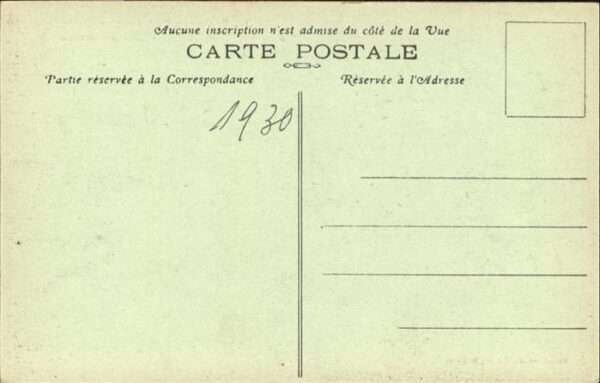 Aucune inscription n'est admise du côté de la Vue
CARTE POSTALE
Partie réservée à la Correspondance
Réservée à l'Adresse
1930